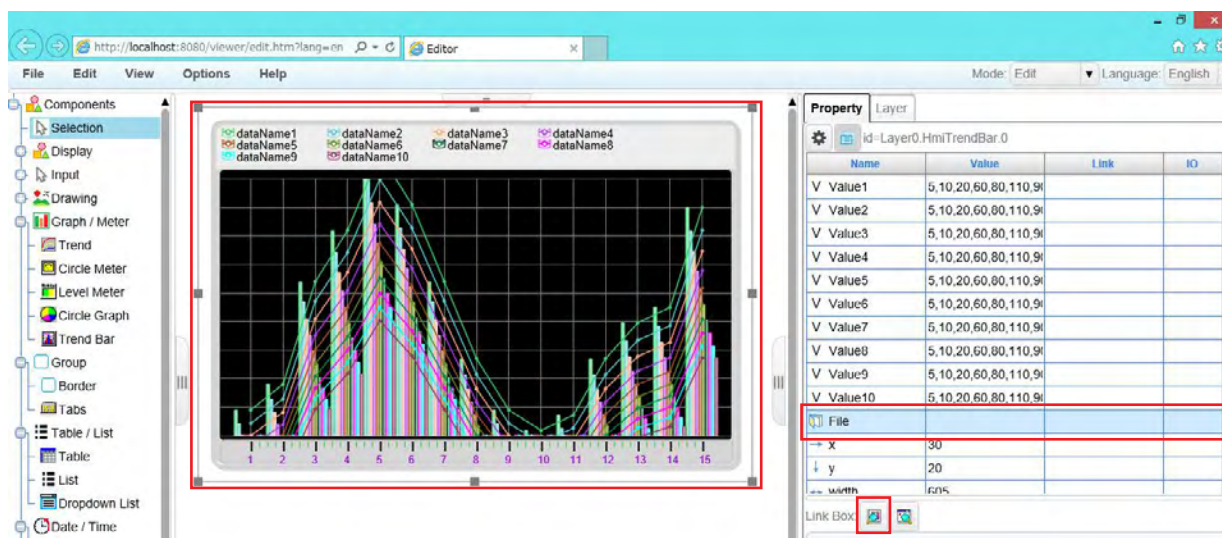 http://localhost:8080/viewer/edit.htm?lang=en
Editor
File Edit View Options Help
Mode: Edit Language: English
Components
Selection
Display
Input
Drawing
Graph / Meter
Trend
Circle Meter
Level Meter
Circle Graph
Trend Bar
Group
Border
Tabs
Table / List
Table
List
Dropdown List
Date / Time
dataName1 dataName2 dataName3 dataName4
dataName5 dataName6 dataName7 dataName8
dataName9 dataName10
1 2 3 4 5 6 7 8 9 10 11 12 13 14 15
Property Layer
id=Layer0.HmiTrendBar.0
Name Value Link IO
V Value1 5,10,20,60,80,110,9
V Value2 5,10,20,60,80,110,9
V Value3 5,10,20,60,80,110,9
V Value4 5,10,20,60,80,110,9
V Value5 5,10,20,60,80,110,9
V Value6 5,10,20,60,80,110,9
V Value7 5,10,20,60,80,110,9
V Value8 5,10,20,60,80,110,9
V Value9 5,10,20,60,80,110,9
V Value10 5,10,20,60,80,110,9
File
x 30
y 20
width 605
Link Box: